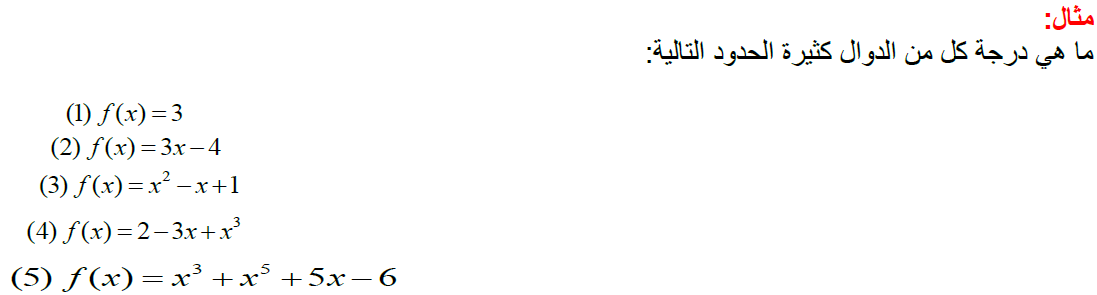 مثال:
ما هي درجة كل من الدوال كثيرة الحدود التالية:
(1) f(x) = 3
(2) f(x) = 3x − 4
(3) f(x) = x² − x + 1
(4) f(x) = 2 − 3x + x³
(5) f(x) = x³ + x⁵ + 5x − 6